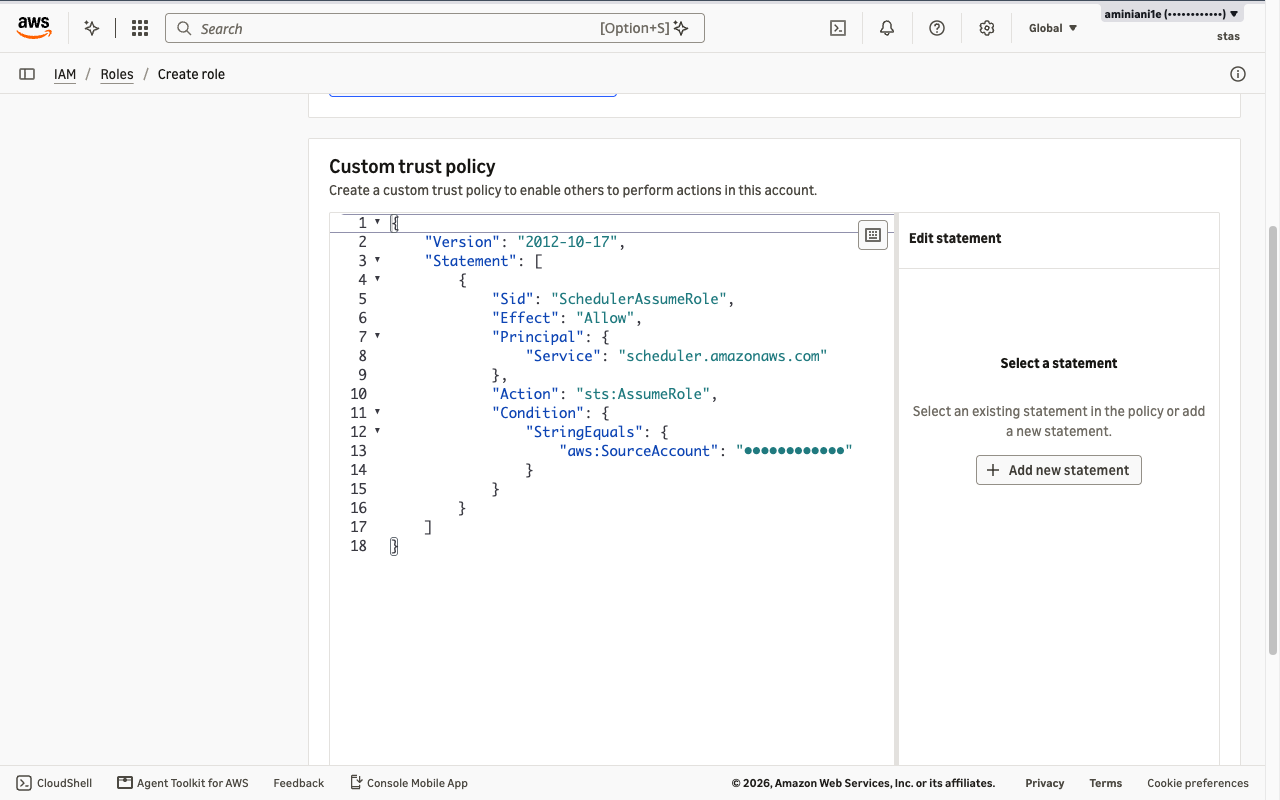 aws
Search
[Option+S]
Global
aminiani1e (••••••••••••)
stas
IAM / Roles / Create role
Custom trust policy
Create a custom trust policy to enable others to perform actions in this account.
1 {
2 "Version": "2012-10-17",
3 "Statement": [
4 {
5 "Sid": "SchedulerAssumeRole",
6 "Effect": "Allow",
7 "Principal": {
8 "Service": "scheduler.amazonaws.com"
9 },
10 "Action": "sts:AssumeRole",
11 "Condition": {
12 "StringEquals": {
13 "aws:SourceAccount": "●●●●●●●●●●●●"
14 }
15 }
16 }
17 ]
18 }
Edit statement
Select a statement
Select an existing statement in the policy or add
a new statement.
+ Add new statement
CloudShell
Agent Toolkit for AWS
Feedback
Console Mobile App
© 2026, Amazon Web Services, Inc. or its affiliates.
Privacy
Terms
Cookie preferences